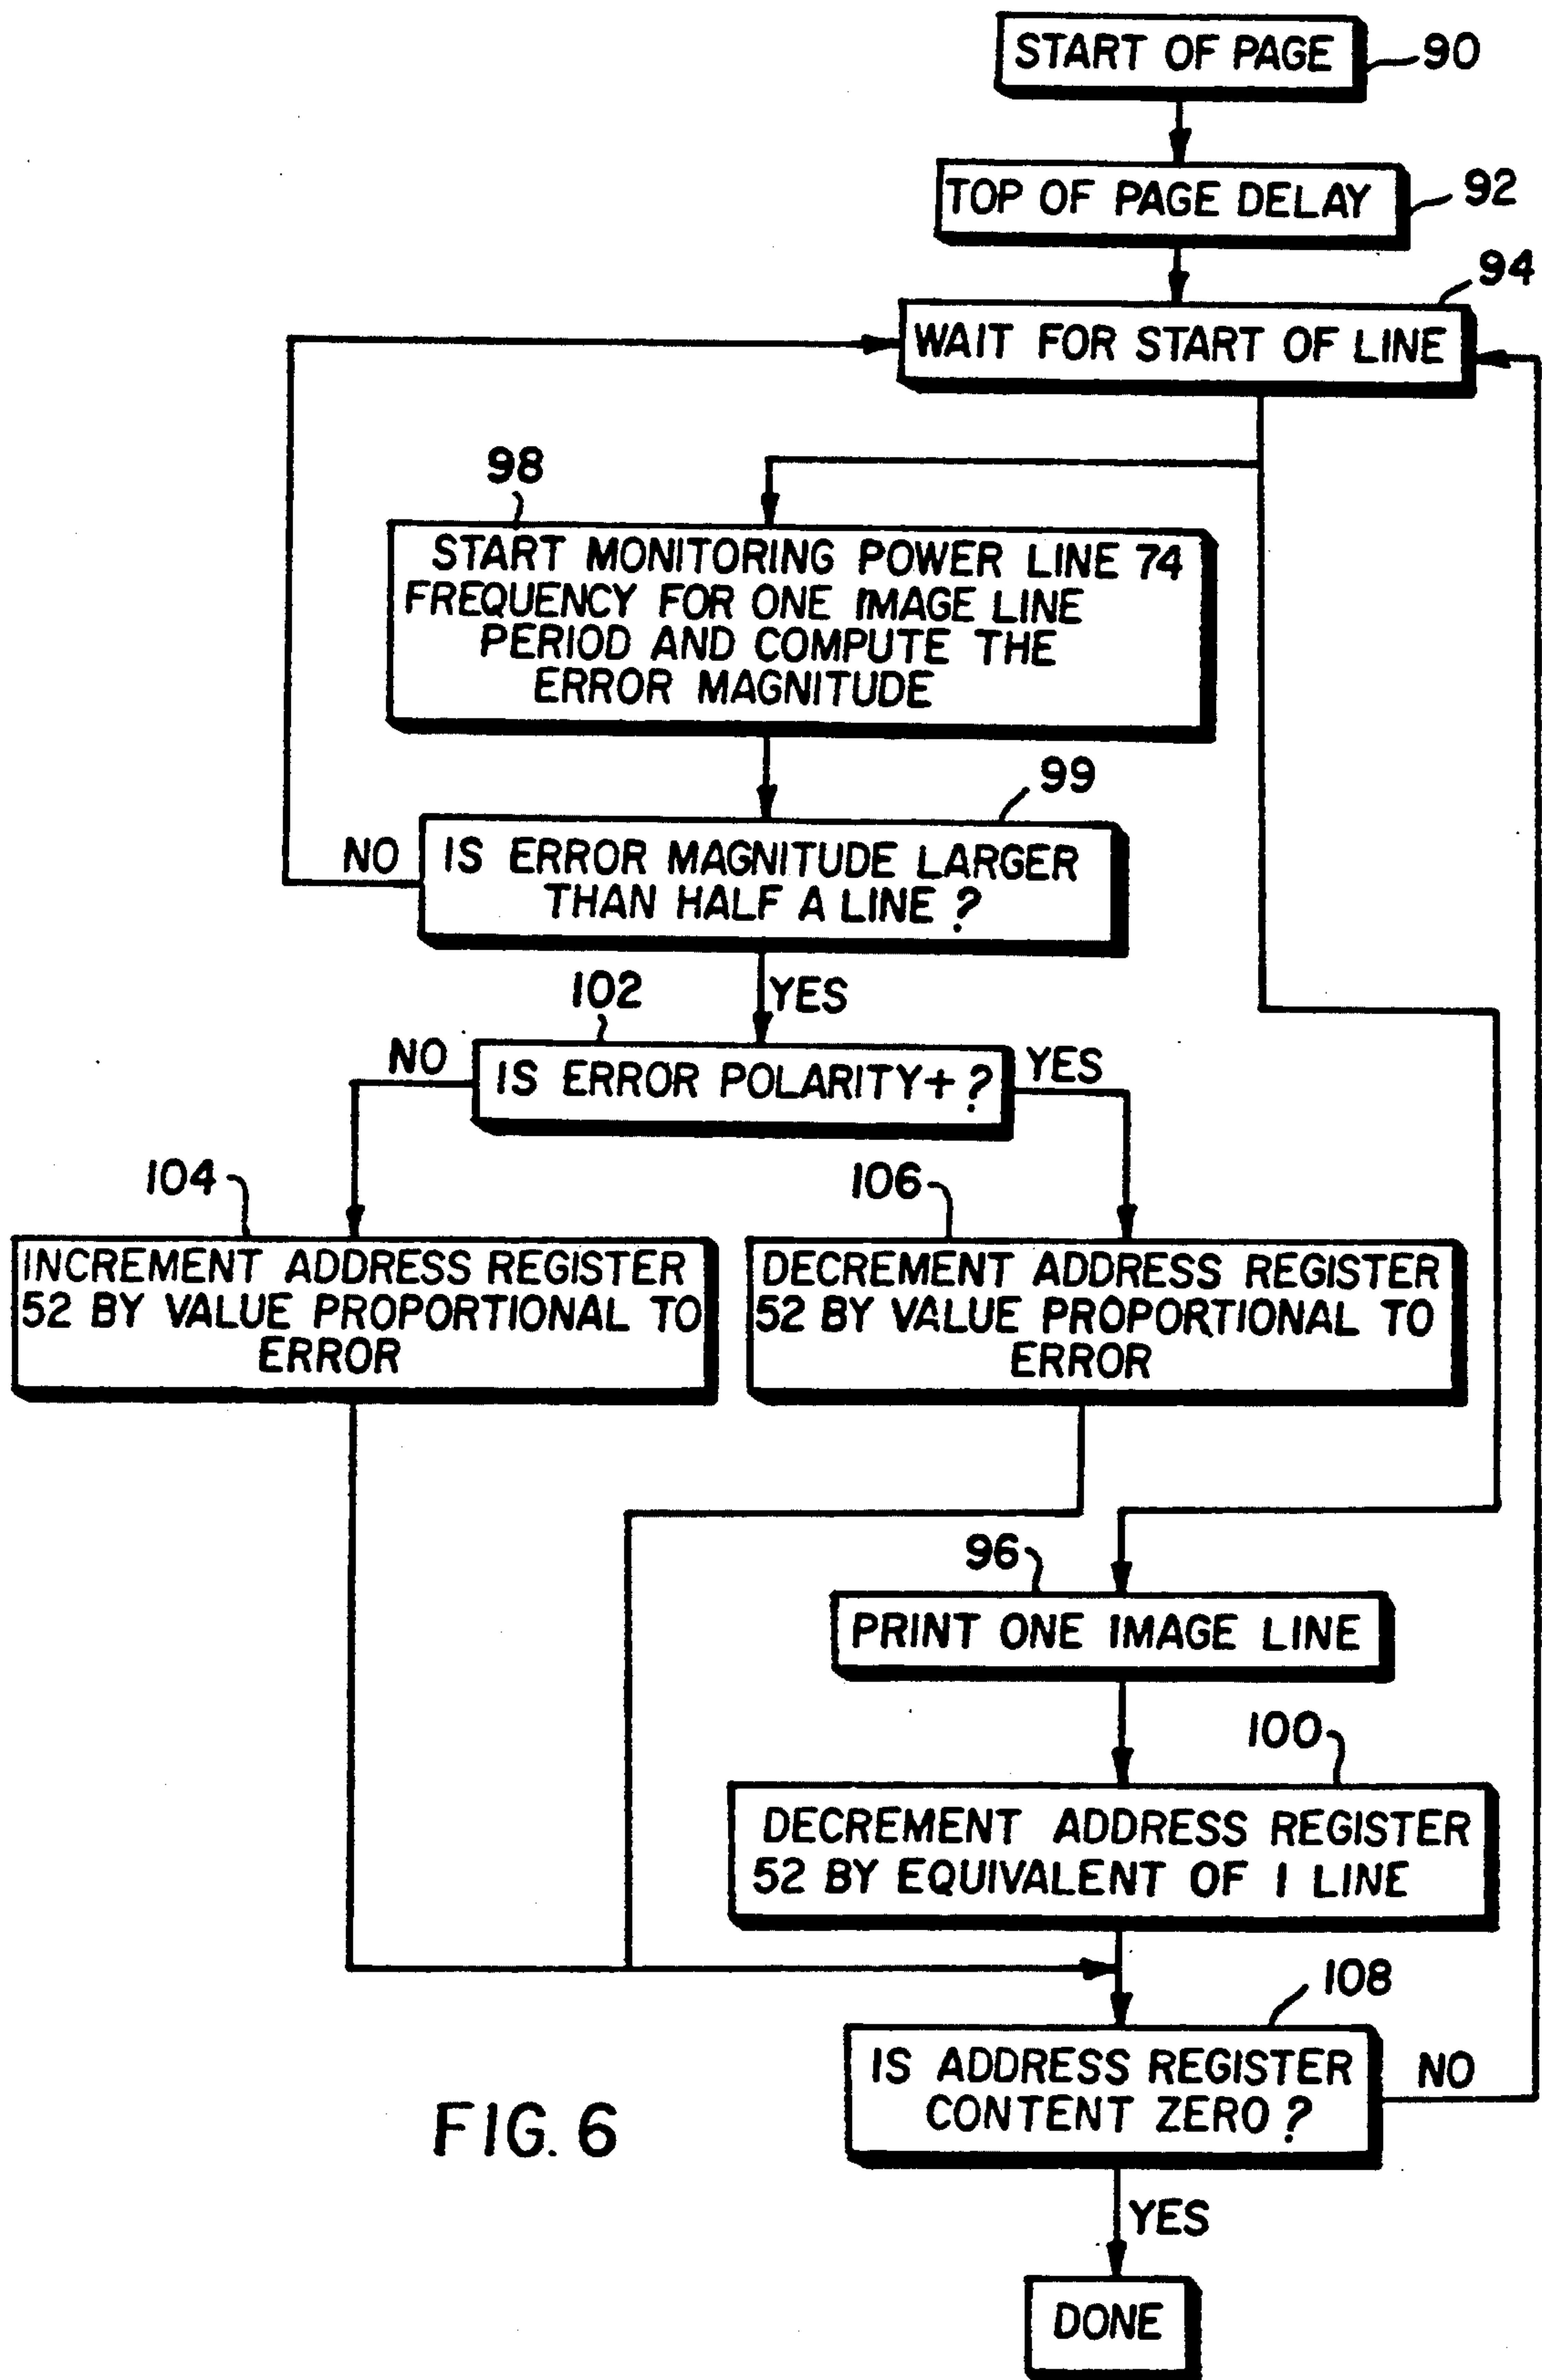 START OF PAGE
90
TOP OF PAGE DELAY
92
94
WAIT FOR START OF LINE
98
START MONITORING POWER LINE 74
FREQUENCY FOR ONE IMAGE LINE
PERIOD AND COMPUTE THE
ERROR MAGNITUDE
99
NO
IS ERROR MAGNITUDE LARGER
THAN HALF A LINE ?
102
YES
NO
IS ERROR POLARITY+ ?
YES
104
INCREMENT ADDRESS REGISTER
52 BY VALUE PROPORTIONAL TO
ERROR
106
DECREMENT ADDRESS REGISTER
52 BY VALUE PROPORTIONAL TO
ERROR
96
PRINT ONE IMAGE LINE
100
DECREMENT ADDRESS REGISTER
52 BY EQUIVALENT OF 1 LINE
108
IS ADDRESS REGISTER
CONTENT ZERO ?
NO
YES
DONE
FIG. 6